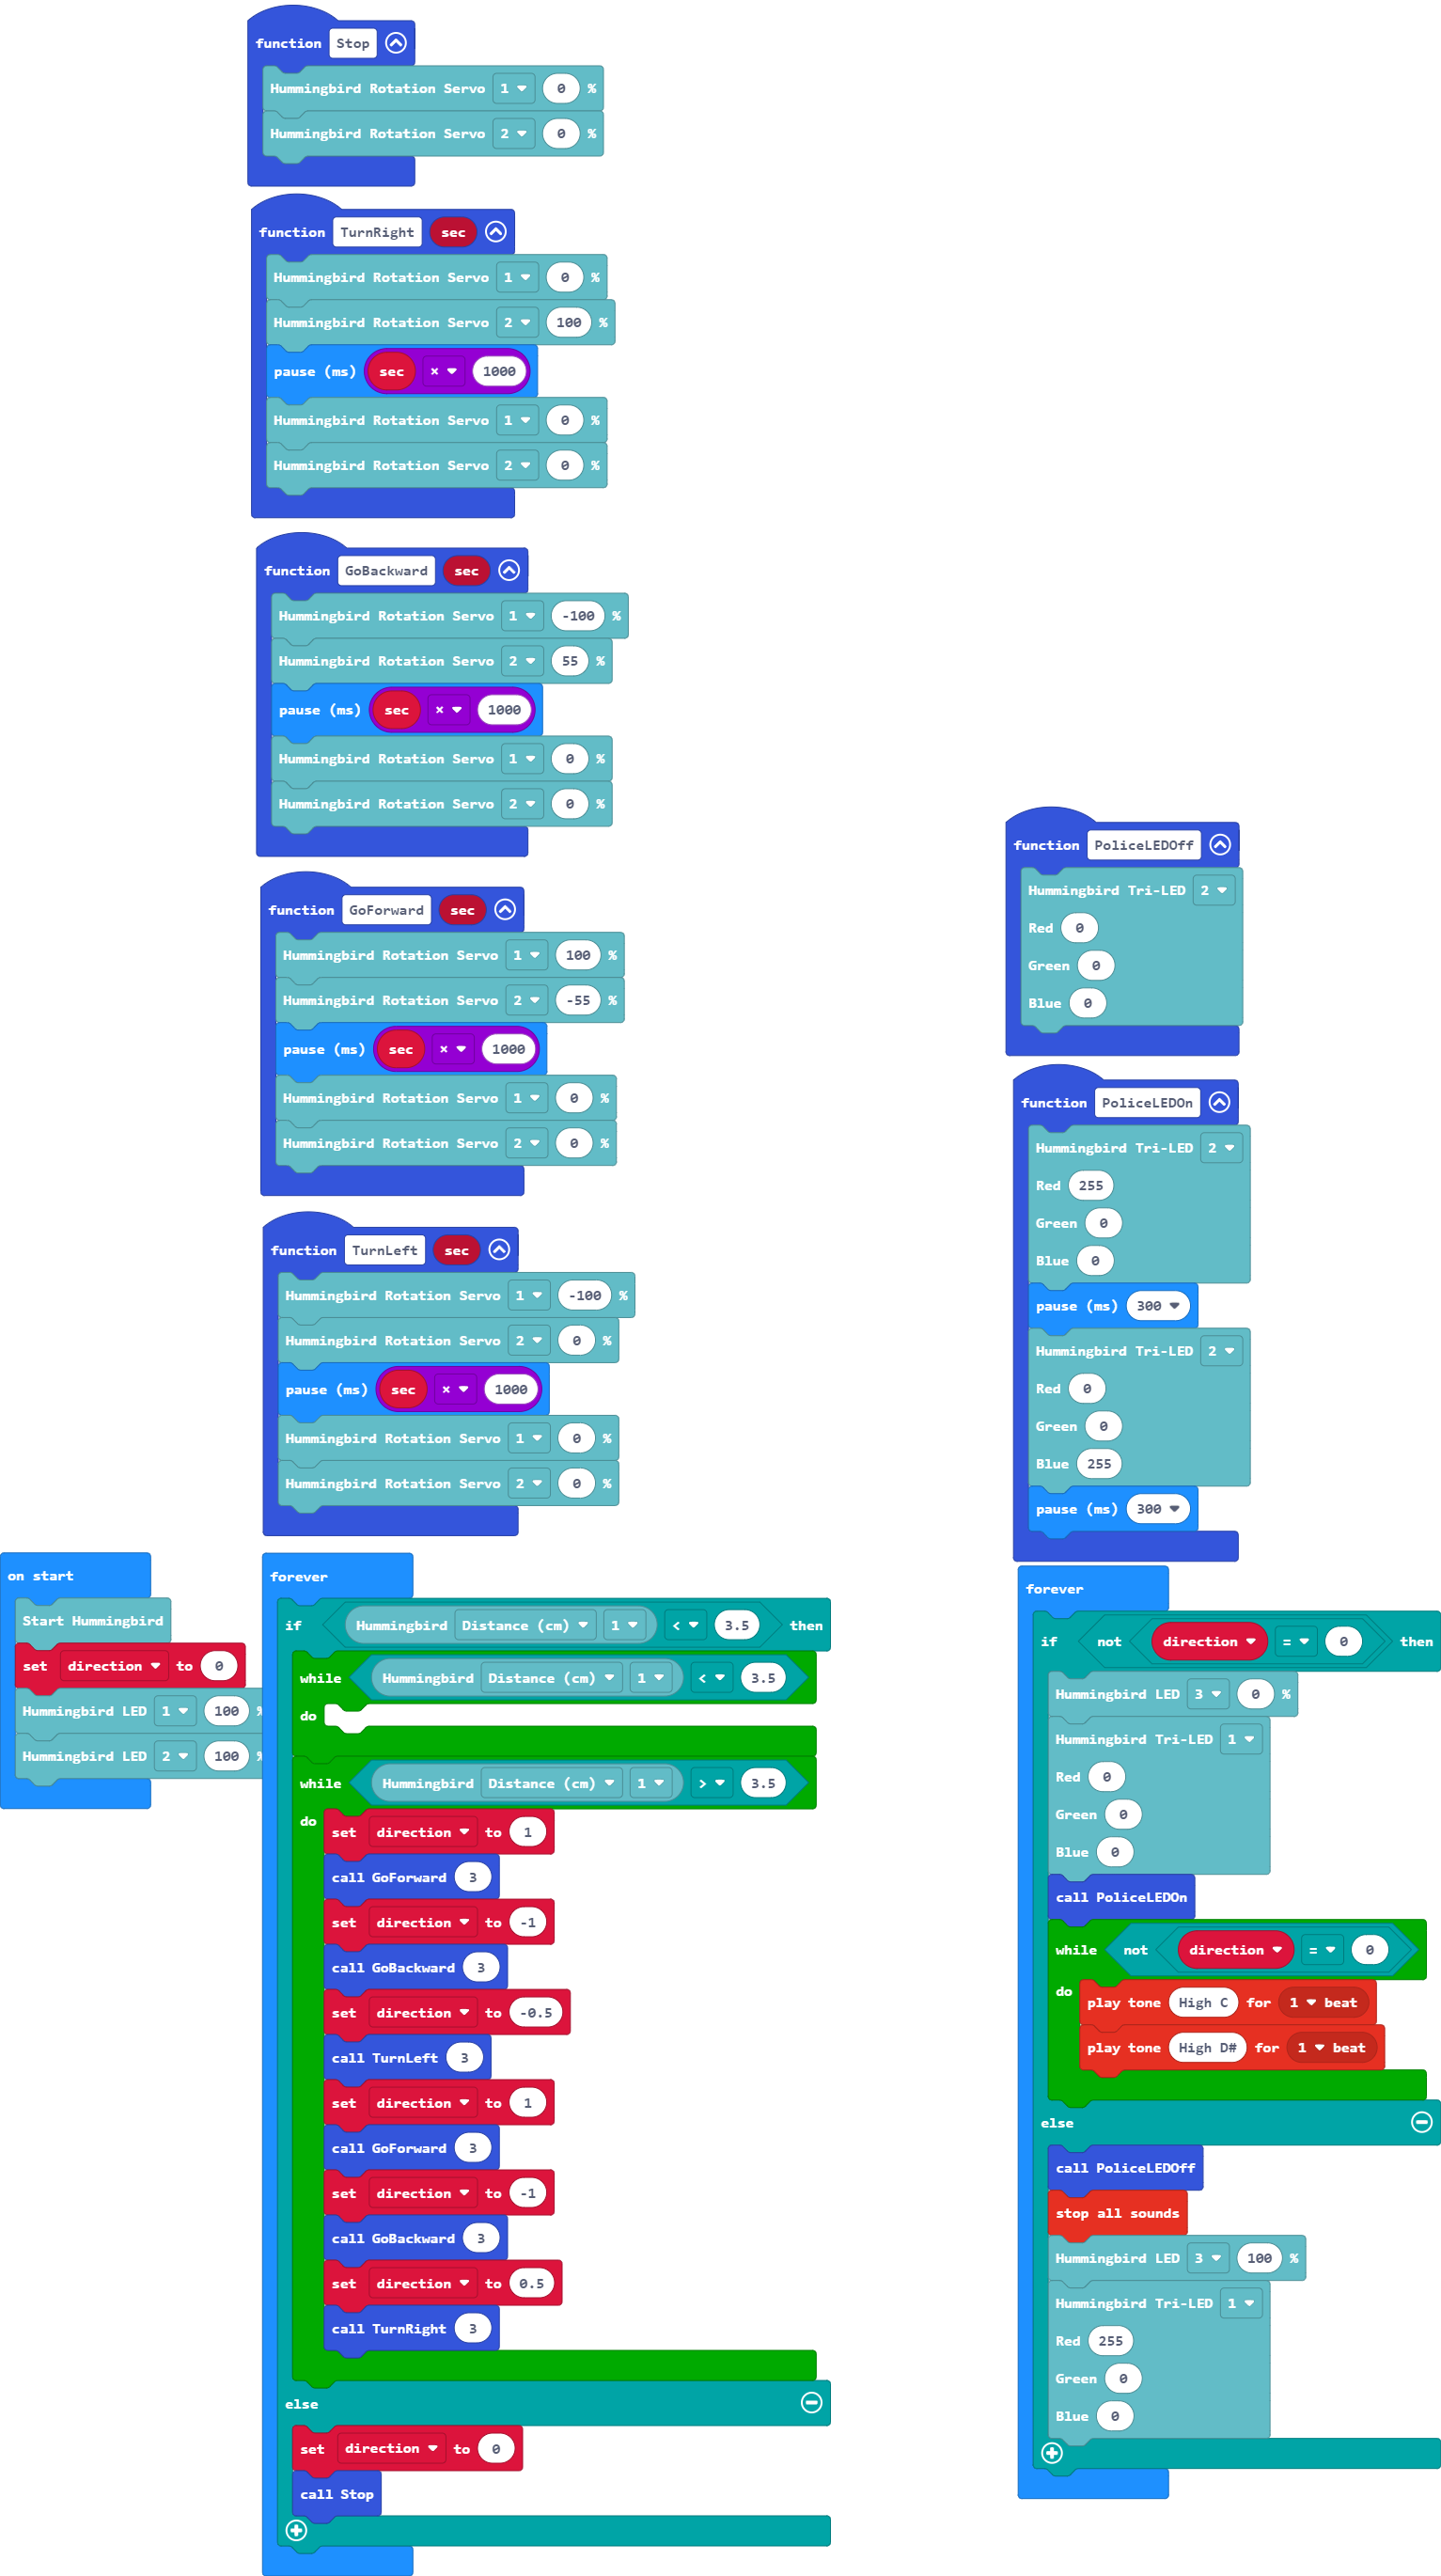 function Stop
Hummingbird Rotation Servo 1 0 %
Hummingbird Rotation Servo 2 0 %
function TurnRight sec
Hummingbird Rotation Servo 1 0 %
Hummingbird Rotation Servo 2 100 %
pause (ms) sec × 1000
Hummingbird Rotation Servo 1 0 %
Hummingbird Rotation Servo 2 0 %
function GoBackward sec
Hummingbird Rotation Servo 1 -100 %
Hummingbird Rotation Servo 2 55 %
pause (ms) sec × 1000
Hummingbird Rotation Servo 1 0 %
Hummingbird Rotation Servo 2 0 %
function GoForward sec
Hummingbird Rotation Servo 1 100 %
Hummingbird Rotation Servo 2 -55 %
pause (ms) sec × 1000
Hummingbird Rotation Servo 1 0 %
Hummingbird Rotation Servo 2 0 %
function TurnLeft sec
Hummingbird Rotation Servo 1 -100 %
Hummingbird Rotation Servo 2 0 %
pause (ms) sec × 1000
Hummingbird Rotation Servo 1 0 %
Hummingbird Rotation Servo 2 0 %
on start
Start Hummingbird
set direction to 0
Hummingbird LED 1 100 %
Hummingbird LED 2 100 %
forever
if Hummingbird Distance (cm) 1 < 3.5 then
while Hummingbird Distance (cm) 1 < 3.5
do
while Hummingbird Distance (cm) 1 > 3.5
do set direction to 1
call GoForward 3
set direction to -1
call GoBackward 3
set direction to -0.5
call TurnLeft 3
set direction to 1
call GoForward 3
set direction to -1
call GoBackward 3
set direction to 0.5
call TurnRight 3
else
set direction to 0
call Stop
function PoliceLEDOff
Hummingbird Tri-LED 2
Red 0
Green 0
Blue 0
function PoliceLEDOn
Hummingbird Tri-LED 2
Red 255
Green 0
Blue 0
pause (ms) 300
Hummingbird Tri-LED 2
Red 0
Green 0
Blue 255
pause (ms) 300
forever
if not direction = 0 then
Hummingbird LED 3 0 %
Hummingbird Tri-LED 1
Red 0
Green 0
Blue 0
call PoliceLEDOn
while not direction = 0
do play tone High C for 1 beat
play tone High D# for 1 beat
else
call PoliceLEDOff
stop all sounds
Hummingbird LED 3 100 %
Hummingbird Tri-LED 1
Red 255
Green 0
Blue 0